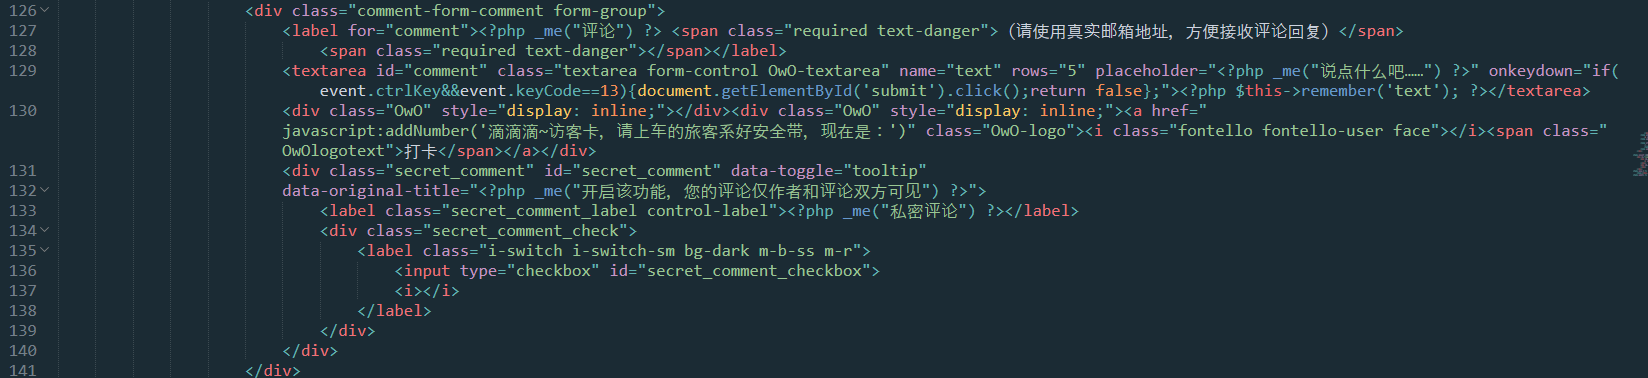 126 <div class="comment-form-comment form-group">
127 <label for="comment"><?php _me("评论") ?> <span class="required text-danger">（请使用真实邮箱地址，方便接收评论回复）</span>
128 <span class="required text-danger"></span></label>
129 <textarea id="comment" class="textarea form-control OwO-textarea" name="text" rows="5" placeholder="<?php _me("说点什么吧……") ?>" onkeydown="if(
event.ctrlKey&&event.keyCode==13){document.getElementById('submit').click();return false};"><?php $this->remember('text'); ?></textarea>
130 <div class="OwO" style="display: inline;"></div><div class="OwO" style="display: inline;"><a href="
javascript:addNumber('滴滴滴~访客卡，请上车的旅客系好安全带，现在是：')" class="OwO-logo"><i class="fontello fontello-user face"></i><span class="
OwOlogotext">打卡</span></a></div>
131 <div class="secret_comment" id="secret_comment" data-toggle="tooltip"
132 data-original-title="<?php _me("开启该功能，您的评论仅作者和评论双方可见") ?>">
133 <label class="secret_comment_label control-label"><?php _me("私密评论") ?></label>
134 <div class="secret_comment_check">
135 <label class="i-switch i-switch-sm bg-dark m-b-ss m-r">
136 <input type="checkbox" id="secret_comment_checkbox">
137 <i></i>
138 </label>
139 </div>
140 </div>
141 </div>